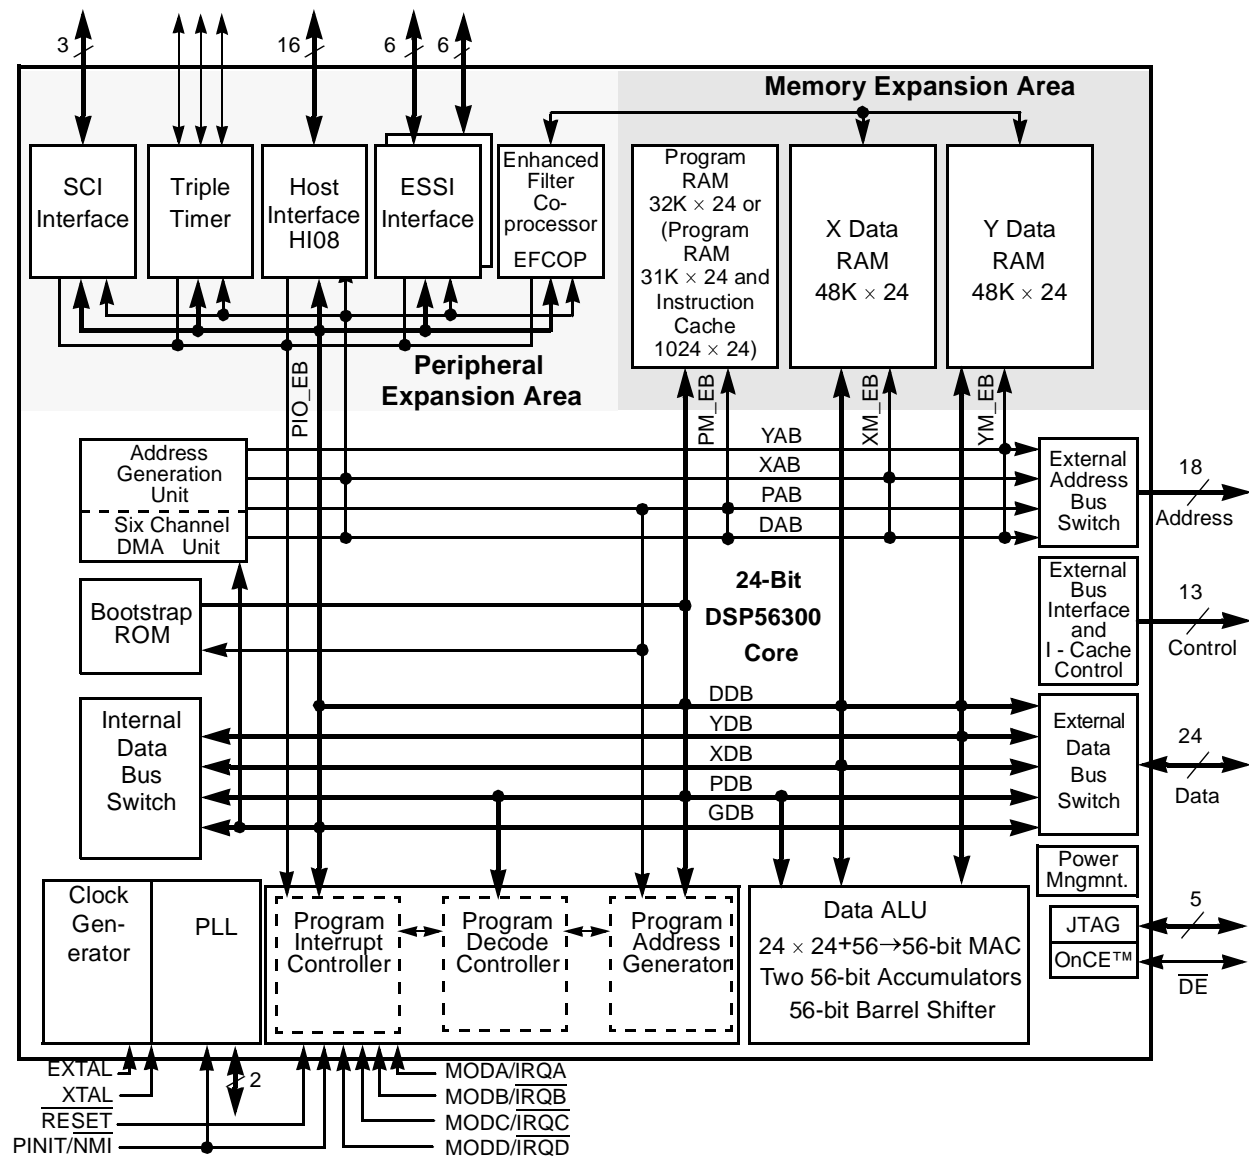 3
16
6
6
Memory Expansion Area
SCI
Interface
Triple
Timer
Host
Interface
HI08
ESSI
Interface
Enhanced
Filter
Co-
processor
EFCOP
Program
RAM
32K × 24 or
(Program
RAM
31K × 24 and
Instruction
Cache
1024 × 24)
X Data
RAM
48K × 24
Y Data
RAM
48K × 24
Peripheral
Expansion Area
PIO_EB
PM_EB
XM_EB
YM_EB
Address
Generation
Unit
Six Channel
DMA Unit
YAB
XAB
PAB
DAB
External
Address
Bus
Switch
18
Address
Bootstrap
ROM
24-Bit
DSP56300
Core
External
Bus
Interface
and
I - Cache
Control
13
Control
Internal
Data
Bus
Switch
DDB
YDB
XDB
PDB
GDB
External
Data
Bus
Switch
24
Data
Power
Mngmnt.
Clock
Gen-
erator
PLL
Program
Interrupt
Controller
Program
Decode
Controller
Program
Address
Generator
Data ALU
24 × 24+56→56-bit MAC
Two 56-bit Accumulators
56-bit Barrel Shifter
JTAG
OnCE™
5
DE
EXTAL
XTAL
RESET
PINIT/NMI
2
MODA/IRQA
MODB/IRQB
MODC/IRQC
MODD/IRQD